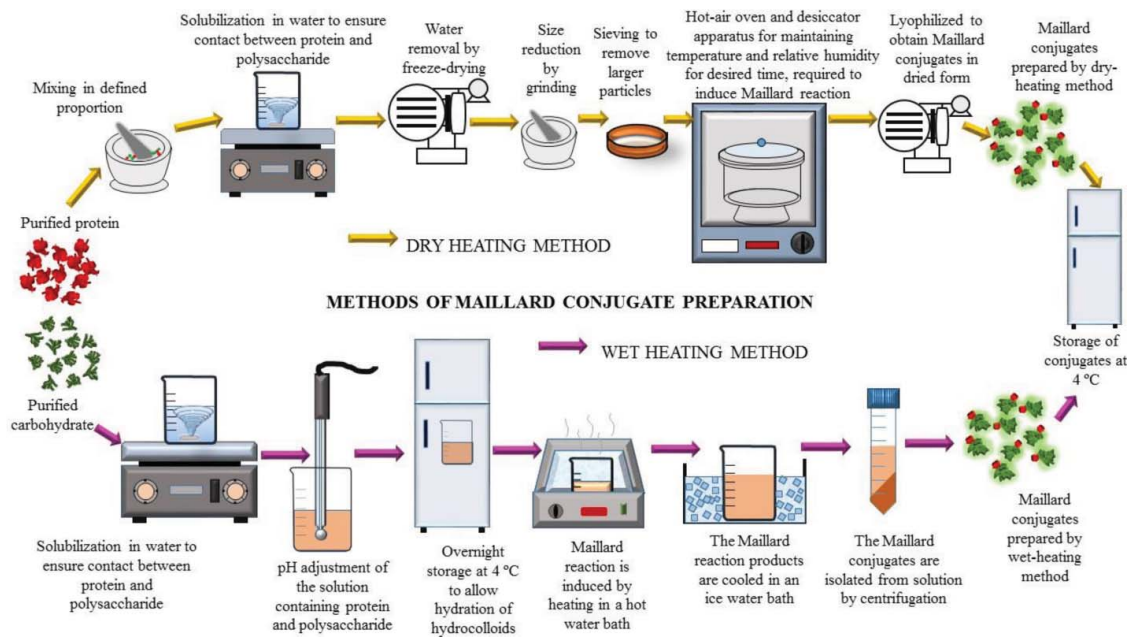 Mixing in defined
proportion
Solubilization in water to ensure
contact between protein and
polysaccharide
Water
removal by
freeze-drying
Size
reduction
by
grinding
Sieving to
remove
larger
particles
Hot-air oven and desiccator
apparatus for maintaining
temperature and relative humidity
for desired time, required to
induce Maillard reaction
Lyophilized to
obtain Maillard
conjugates in
dried form
Maillard
conjugates
prepared by dry-
heating method
Purified protein
DRY HEATING METHOD
METHODS OF MAILLARD CONJUGATE PREPARATION
WET HEATING METHOD
Storage of
conjugates at
4 ºC
Purified
carbohydrate
Solubilization in water to
ensure contact between
protein and
polysaccharide
pH adjustment of
the solution
containing protein
and polysaccharide
Overnight
storage at 4 ºC
to allow
hydration of
hydrocolloids
Maillard
reaction is
induced by
heating in a hot
water bath
The Maillard
reaction products
are cooled in an
ice water bath
The Maillard
conjugates are
isolated from solution
by centrifugation
Maillard
conjugates
prepared by
wet-heating
method